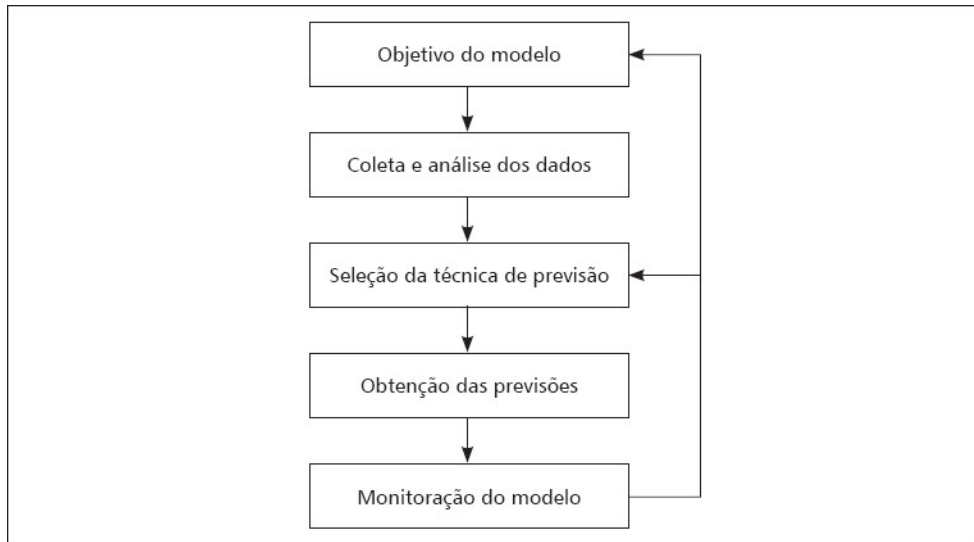 Objetivo do modelo
Coleta e análise dos dados
Seleção da técnica de previsão
Obtenção das previsões
Monitoração do modelo